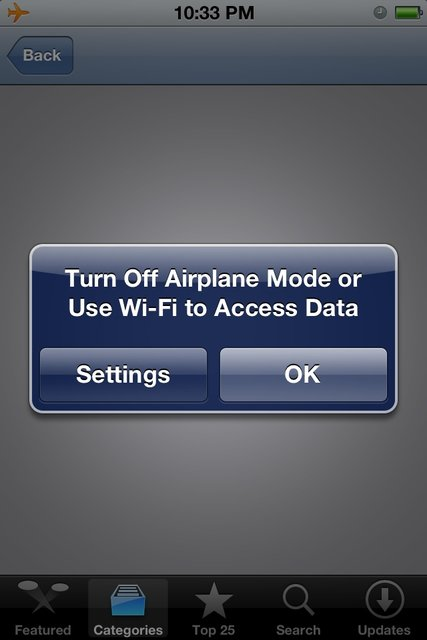 10:33 PM
Back
Turn Off Airplane Mode or
Use Wi-Fi to Access Data
Settings
OK
Featured
Categories
Top 25
Search
Updates